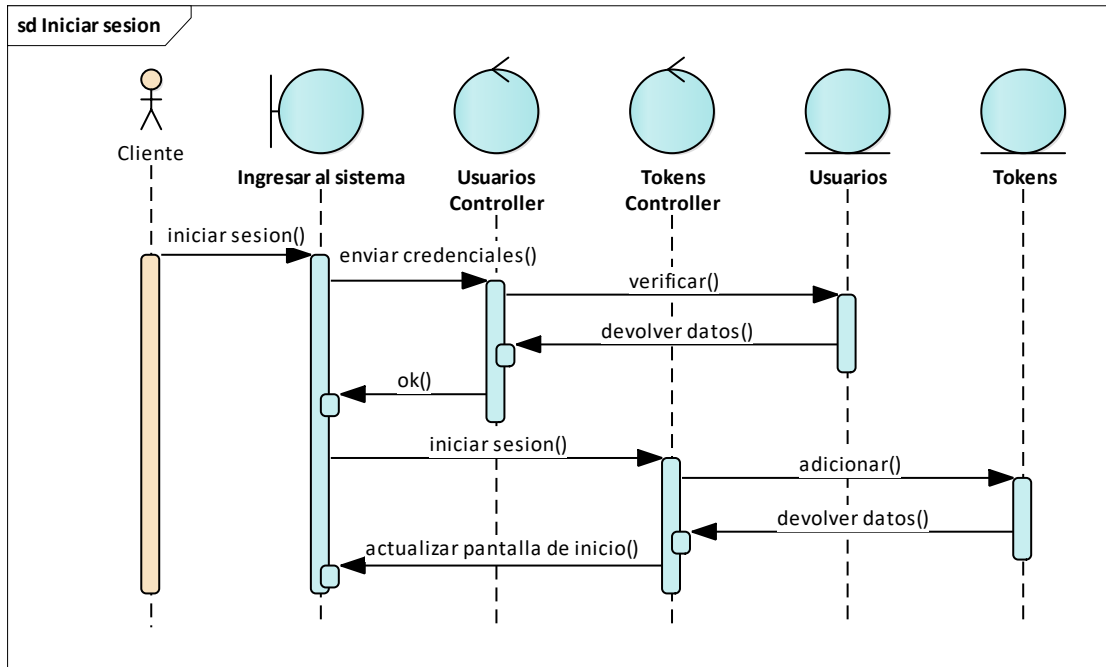 sd Iniciar sesion
Cliente
Ingresar al sistema
Usuarios
Controller
Tokens
Controller
Usuarios
Tokens
iniciar sesion()
enviar credenciales()
verificar()
devolver datos()
ok()
iniciar sesion()
adicionar()
devolver datos()
actualizar pantalla de inicio()